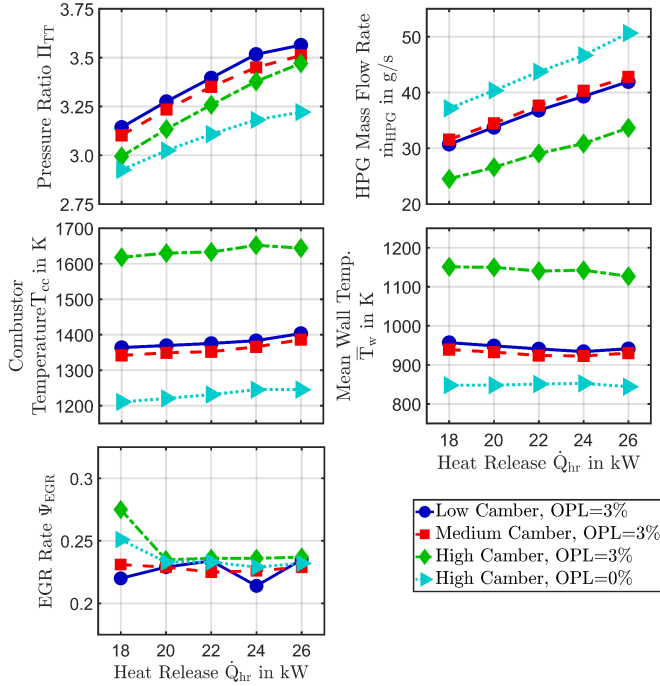 Pressure Ratio Π_TT
3.75
3.5
3.25
3.0
2.75
HPG Mass Flow Rate
ṁ_HPG in g/s
50
40
30
20
Combustor
TemperatureT_cc in K
1700
1600
1400
1300
1200
Mean Wall Temp.
T̅_w in K
1200
1100
1000
950
900
800
18 20 22 24 26
Heat Release Q̇_hr in kW
EGR Rate Ψ_EGR
0.3
0.25
0.2
18 20 22 24 26
Heat Release Q̇_hr in kW
Low Camber, OPL=3%
Medium Camber, OPL=3%
High Camber, OPL=3%
High Camber, OPL=0%